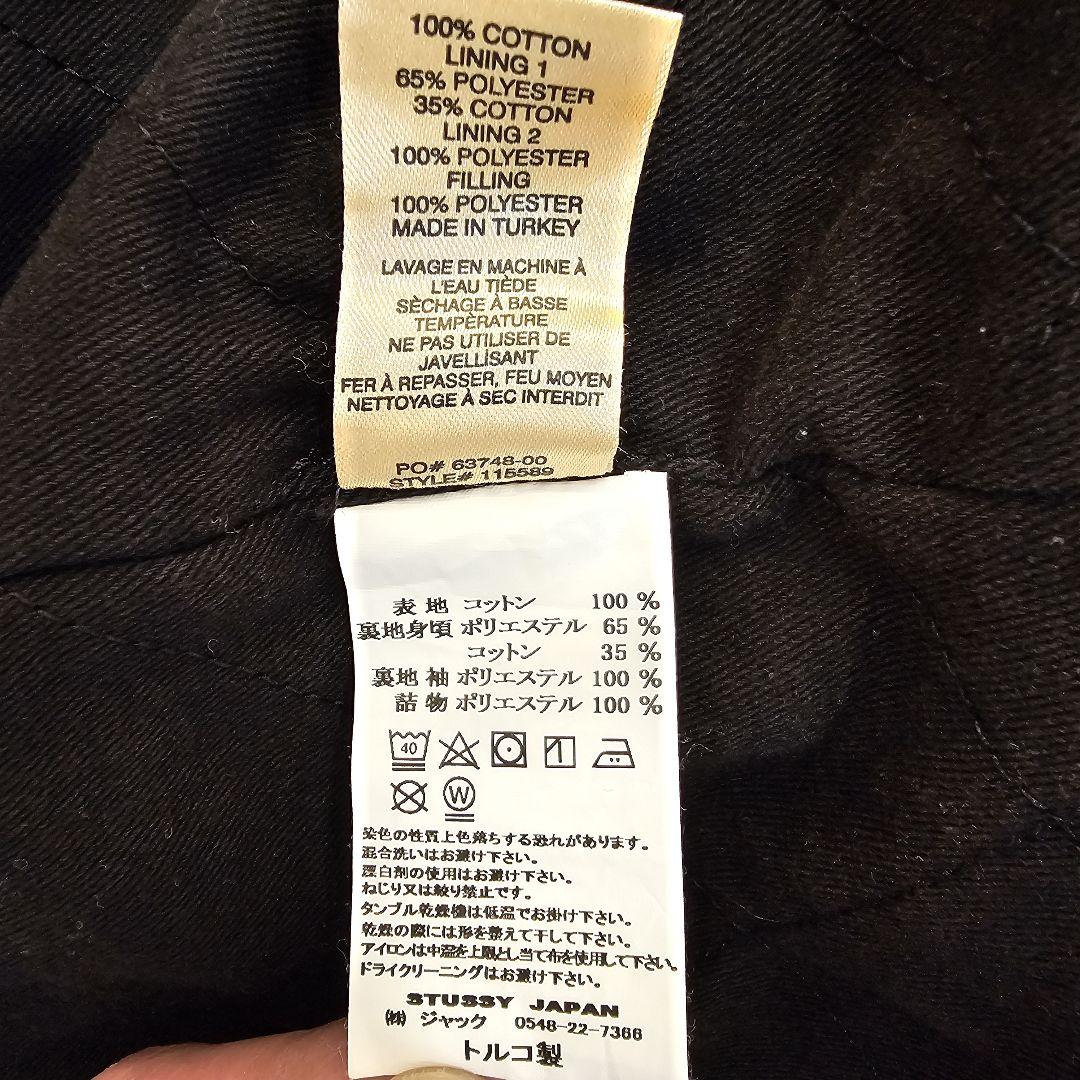 100% COTTON
LINING 1
65% POLYESTER
35% COTTON
LINING 2
100% POLYESTER
FILLING
100% POLYESTER
MADE IN TURKEY
LAVAGE EN MACHINE À
L'EAU TIÈDE
SÈCHAGE À BASSE
TEMPÈRATURE
NE PAS UTILISER DE
JAVELLÍSANT
FER À REPASSER, FEU MOYEN
NETTOYAGE À SEC INTERDIT
PO# 63748-00
STYLE# 115589
表地 コットン 100 %
裏地身頃 ポリエステル 65 %
コットン 35 %
裏地 袖 ポリエステル 100 %
詰物 ポリエステル 100 %
40
W
染色の性質上色落ちする恐れがあります。
混合洗いはお避け下さい。
漂白剤の使用はお避け下さい。
ねじり又は絞り禁止です。
タンブル乾燥機は低温でお掛け下さい。
乾燥の際には形を整えて干して下さい。
アイロンは中温を上限とし当て布を使用して下さい。
ドライクリーニングはお避け下さい。
STUSSY JAPAN
㈱ ジャック 0548-22-7366
トルコ製